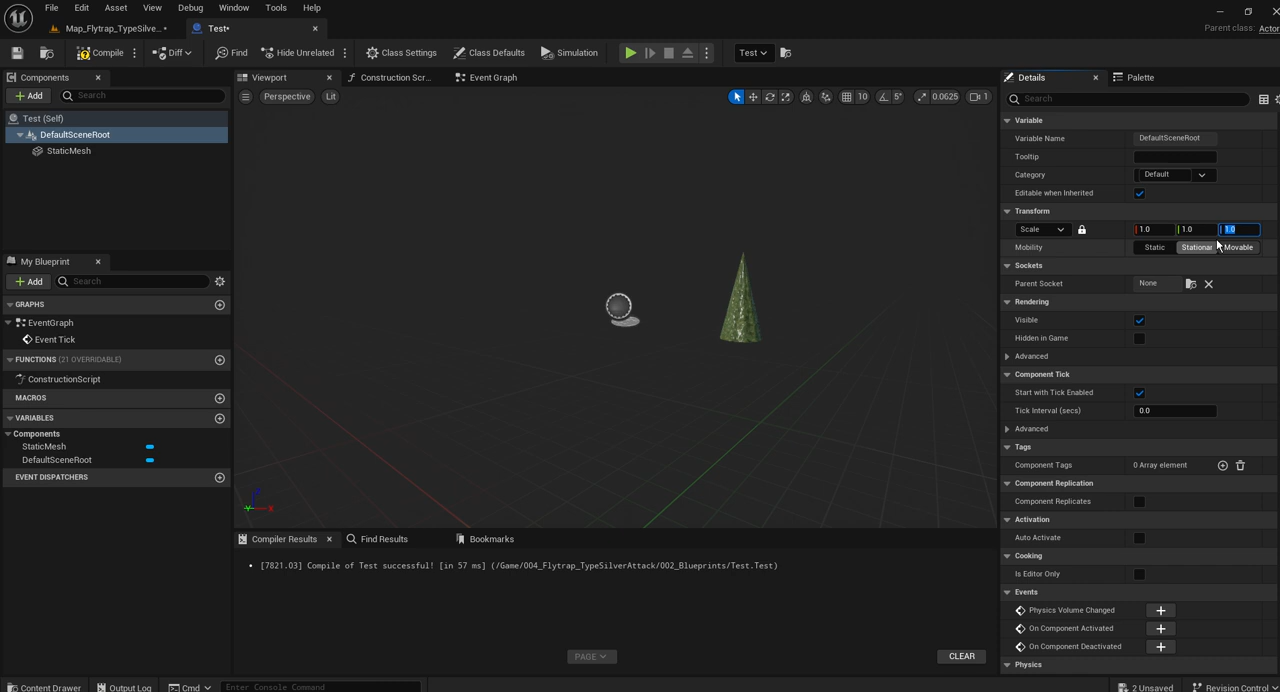 File Edit Asset View Debug Window Tools Help
Parent class: Actor
Map_Flytrap_TypeSilve... •
Test*
Compile
Diff
Find
Hide Unrelated
Class Settings
Class Defaults
Simulation
Test
Components
Add
Search
Test (Self)
DefaultSceneRoot
StaticMesh
My Blueprint
Add
Search
GRAPHS
EventGraph
Event Tick
FUNCTIONS (21 OVERRIDABLE)
ConstructionScript
MACROS
VARIABLES
Components
StaticMesh
DefaultSceneRoot
EVENT DISPATCHERS
Viewport
Construction Scr...
Event Graph
Perspective
Lit
10
5°
0.0625
1
Z
Y
X
Compiler Results
Find Results
Bookmarks
• [7821.03] Compile of Test successful! [in 57 ms] (/Game/004_Flytrap_TypeSilverAttack/002_Blueprints/Test.Test)
PAGE
CLEAR
Details
Palette
Search
Variable
Variable Name DefaultSceneRoot
Tooltip
Category Default
Editable when Inherited
Transform
Scale 1.0 1.0 1.0
Mobility Static Stationar Movable
Sockets
Parent Socket None
Rendering
Visible
Hidden in Game
Advanced
Component Tick
Start with Tick Enabled
Tick Interval (secs) 0.0
Advanced
Tags
Component Tags 0 Array element
Component Replication
Component Replicates
Activation
Auto Activate
Cooking
Is Editor Only
Events
Physics Volume Changed
On Component Activated
On Component Deactivated
Physics
Content Drawer
Output Log
Cmd
Enter Console Command
2 Unsaved
Revision Control